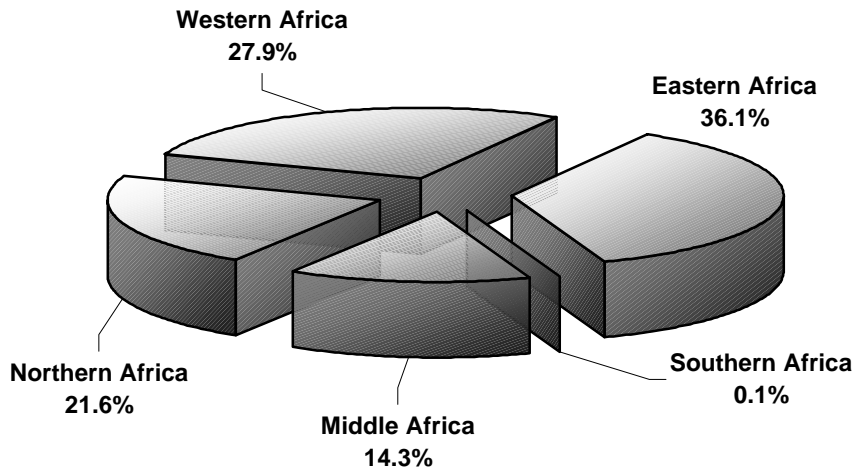 Western Africa
27.9%
Eastern Africa
36.1%
Northern Africa
21.6%
Middle Africa
14.3%
Southern Africa
0.1%